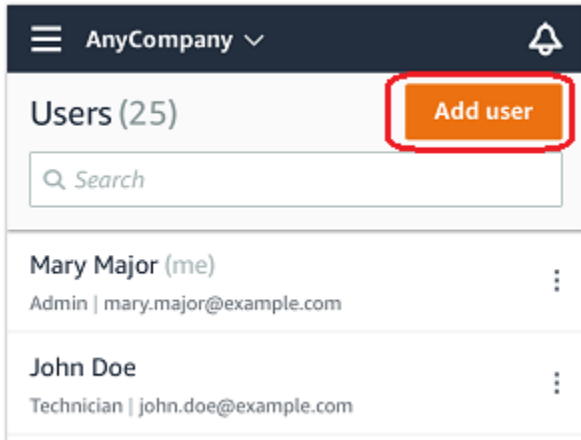 AnyCompany
Users (25)
Add user
Search
Mary Major (me)
Admin | mary.major@example.com
John Doe
Technician | john.doe@example.com